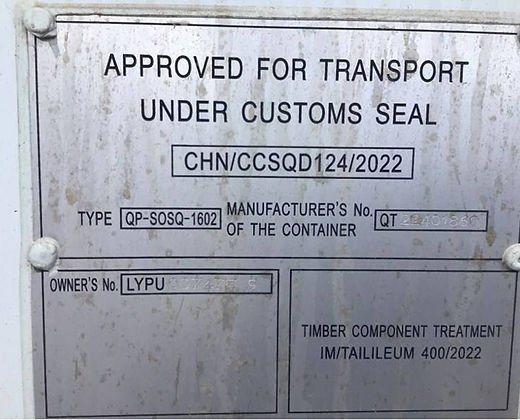 APPROVED FOR TRANSPORT
UNDER CUSTOMS SEAL
CHN/CCSQD124/2022
TYPE QP-SOSQ-1602 MANUFACTURER'S No. OF THE CONTAINER QT
OWNER'S No. LYPU
TIMBER COMPONENT TREATMENT
IM/TAILILEUM 400/2022